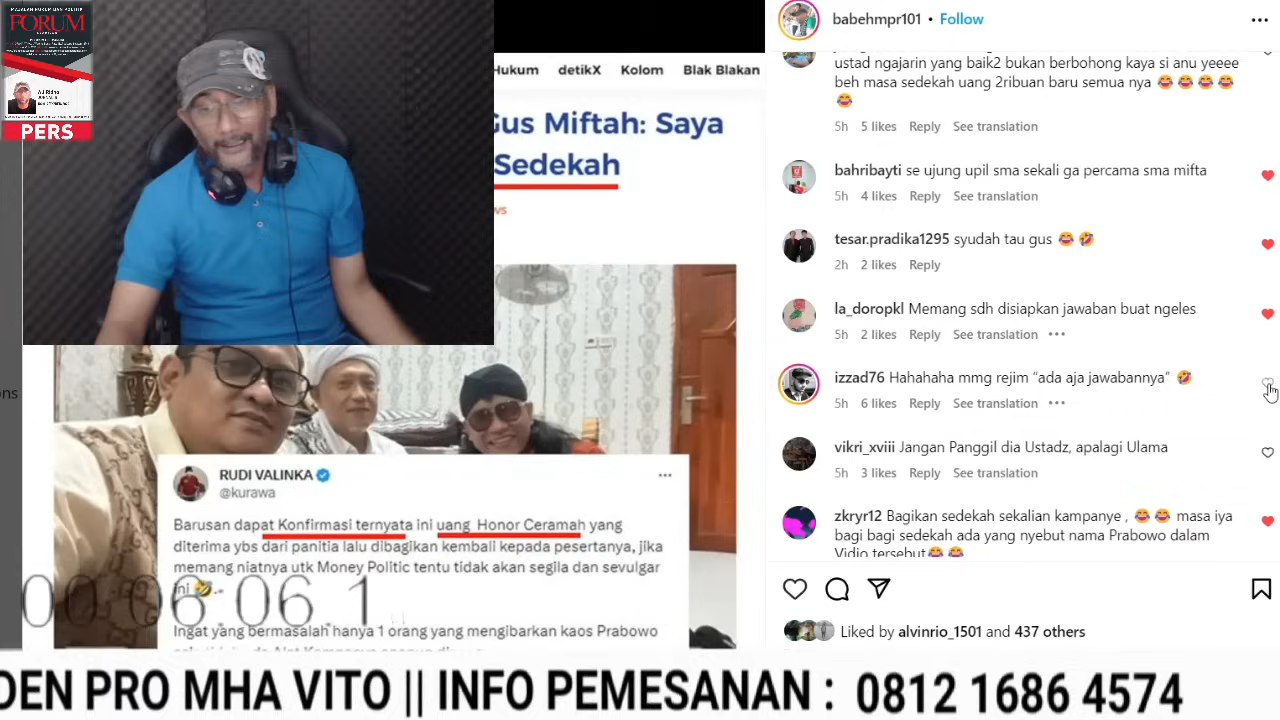 FORUM
PERS
Hukum detikX Kolom Blak Blakan
Gus Miftah: Saya
Sedekah
ws
ons
RUDI VALINKA
@kurawa
Barusan dapat Konfirmasi ternyata ini uang Honor Ceramah yang
diterima ybs dari panitia lalu dibagikan kembali kepada pesertanya, jika
memang niatnya utk Money Politic tentu tidak akan segila dan sevulgar
ini 🤣.-
Ingat yang bermasalah hanya 1 orang yang mengibarkan kaos Prabowo
00:06:06.1
babehmpr101 • Follow
ustad ngajarin yang baik2 bukan berbohong kaya si anu yeeee
beh masa sedekah uang 2ribuan baru semua nya 😂😂😂😂
😂
5h 5 likes Reply See translation
bahribayti se ujung upil sma sekali ga percama sma mifta
5h 4 likes Reply See translation
tesar.pradika1295 syudah tau gus 😂🤣
2h 2 likes Reply
la_doropkl Memang sdh disiapkan jawaban buat ngeles
5h 2 likes Reply See translation •••
izzad76 Hahahaha mmg rejim “ada aja jawabannya” 🤣
5h 6 likes Reply See translation •••
vikri_xviii Jangan Panggil dia Ustadz, apalagi Ulama
5h 3 likes Reply See translation
zkryr12 Bagikan sedekah sekalian kampanye , 😂😂 masa iya
bagi bagi sedekah ada yang nyebut nama Prabowo dalam
Vidio tersebut😂😂
Liked by alvinrio_1501 and 437 others
DEN PRO MHA VITO || INFO PEMESANAN : 0812 1686 4574